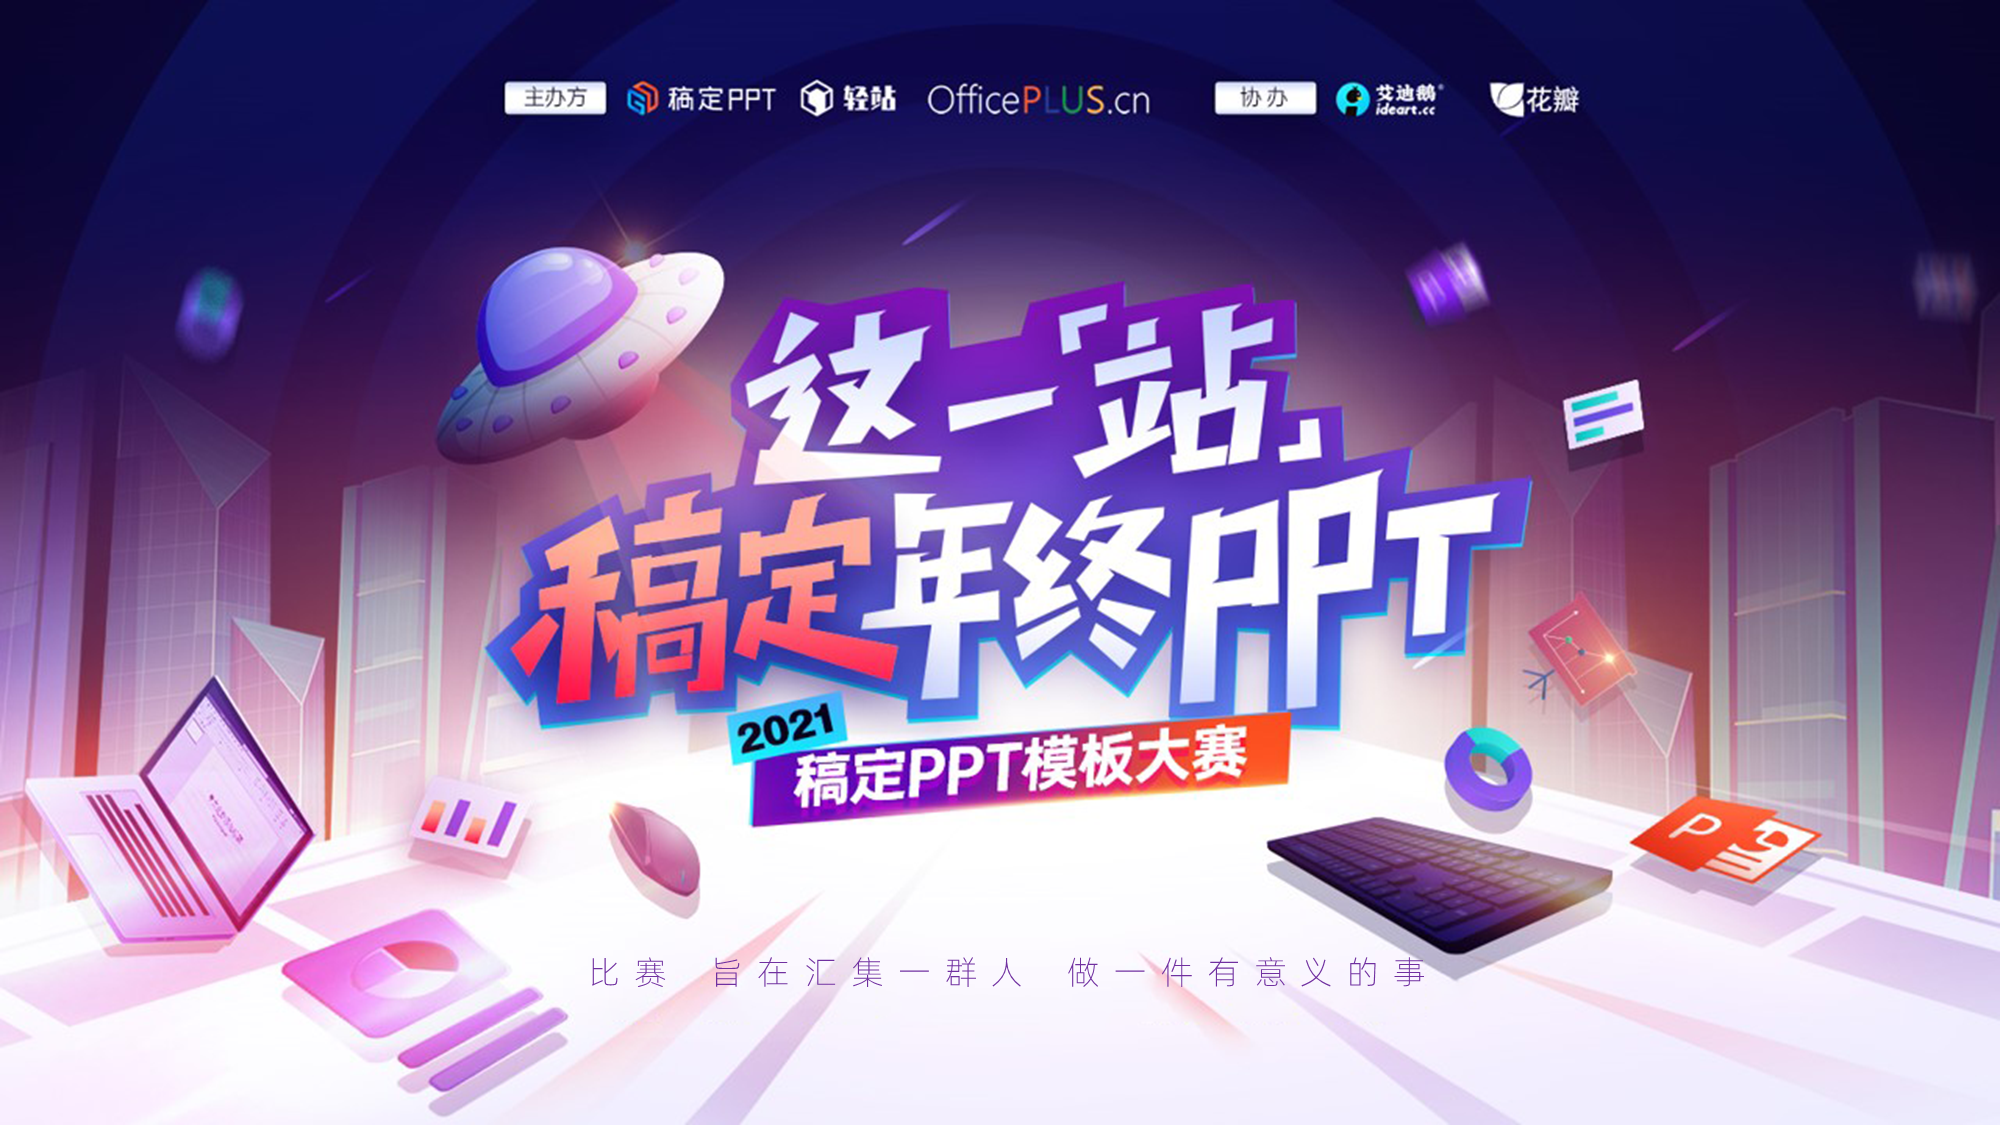 主办方 稿定PPT 轻站 OfficePLUS.cn 协办 艾迪鹅® ideart.cc 花瓣
这一「站」
稿定年终PPT
2021
稿定PPT模板大赛
P
比赛 旨在汇集一群人 做一件有意义的事